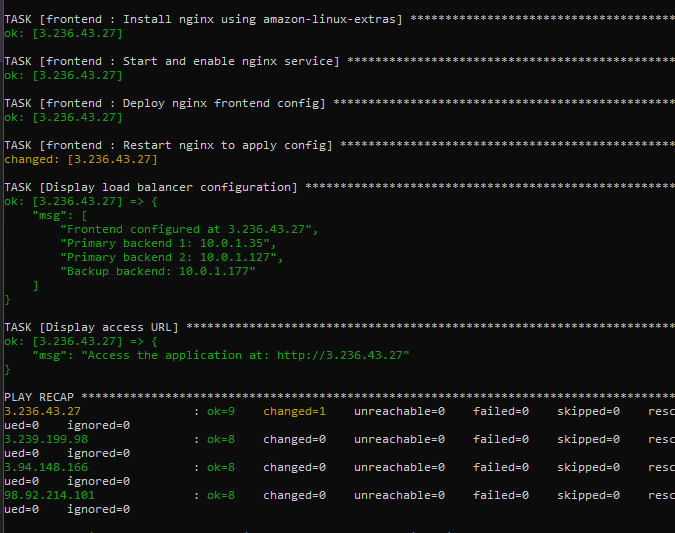 TASK [frontend : Install nginx using amazon-linux-extras] **************************************
ok: [3.236.43.27]
TASK [frontend : Start and enable nginx service] ***********************************************
ok: [3.236.43.27]
TASK [frontend : Deploy nginx frontend config] *************************************************
ok: [3.236.43.27]
TASK [frontend : Restart nginx to apply config] ************************************************
changed: [3.236.43.27]
TASK [Display load balancer configuration] *****************************************************
ok: [3.236.43.27] => {
    "msg": [
        "Frontend configured at 3.236.43.27",
        "Primary backend 1: 10.0.1.35",
        "Primary backend 2: 10.0.1.127",
        "Backup backend: 10.0.1.177"
    ]
}
TASK [Display access URL] **********************************************************************
ok: [3.236.43.27] => {
    "msg": "Access the application at: http://3.236.43.27"
}
PLAY RECAP *************************************************************************************
3.236.43.27                : ok=9    changed=1    unreachable=0    failed=0    skipped=0    resc
ued=0    ignored=0
3.239.199.98               : ok=8    changed=0    unreachable=0    failed=0    skipped=0    resc
ued=0    ignored=0
3.94.148.166               : ok=8    changed=0    unreachable=0    failed=0    skipped=0    resc
ued=0    ignored=0
98.92.214.101              : ok=8    changed=0    unreachable=0    failed=0    skipped=0    resc
ued=0    ignored=0